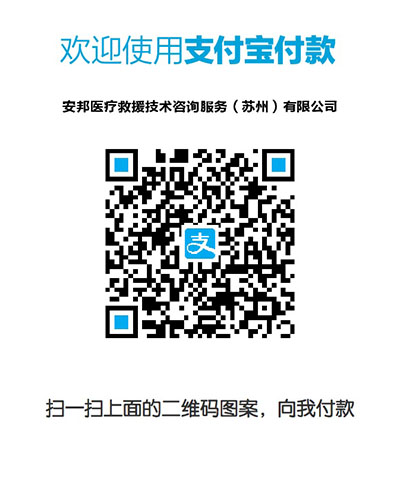 欢迎使用支付宝付款
安邦医疗救援技术咨询服务（苏州）有限公司
支
扫一扫上面的二维码图案，向我付款